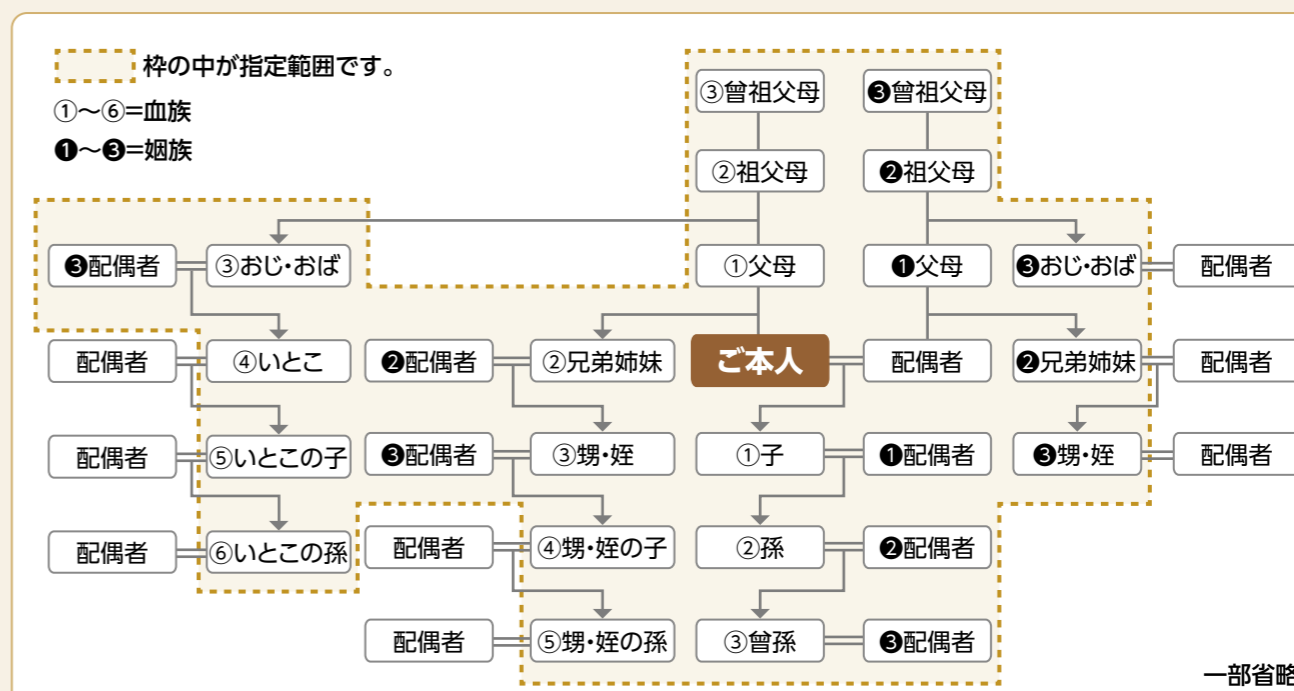 枠の中が指定範囲です。
①〜⑥=血族
❶〜❸=姻族
③曾祖父母 ❸曾祖父母
②祖父母 ❷祖父母
❸配偶者 ③おじ・おば ①父母 ❶父母 ❸おじ・おば 配偶者
配偶者 ④いとこ ❷配偶者 ②兄弟姉妹 ご本人 配偶者 ❷兄弟姉妹 配偶者
配偶者 ⑤いとこの子 ❸配偶者 ③甥・姪 ①子 ❶配偶者 ❸甥・姪 配偶者
配偶者 ⑥いとこの孫 配偶者 ④甥・姪の子 ②孫 ❷配偶者
配偶者 ⑤甥・姪の孫 ③曾孫 ❸配偶者
一部省略